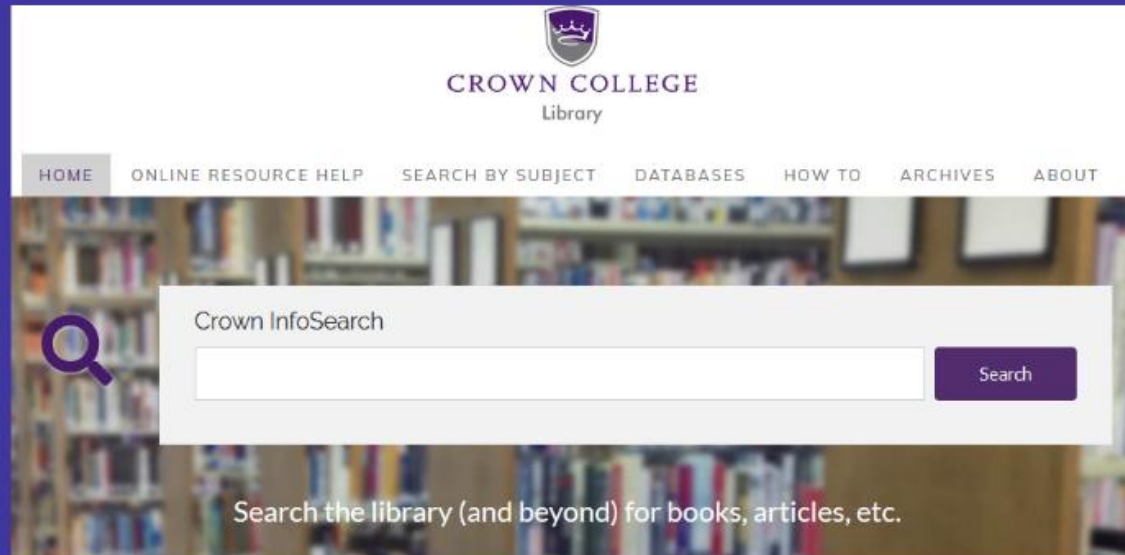 CROWN COLLEGE
Library
HOME ONLINE RESOURCE HELP SEARCH BY SUBJECT DATABASES HOW TO ARCHIVES ABOUT
Crown InfoSearch
Search
Search the library (and beyond) for books, articles, etc.